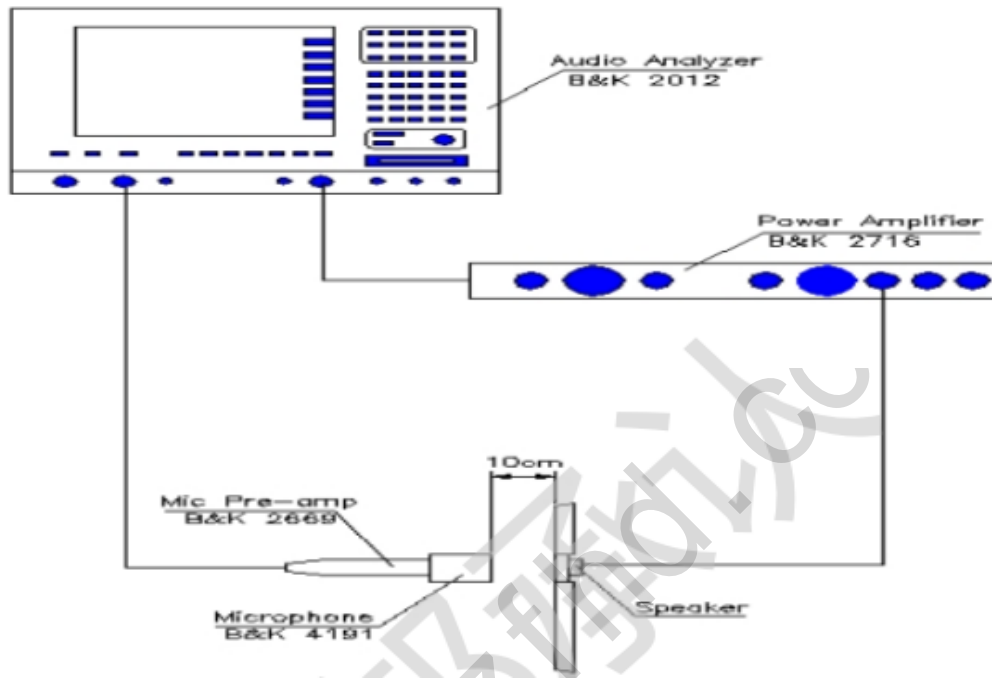 Audio Analyzer
B&K 2012
Power Amplifier
B&K 2716
10cm
Mic Pre-amp
B&K 2669
Microphone
B&K 4191
Speaker